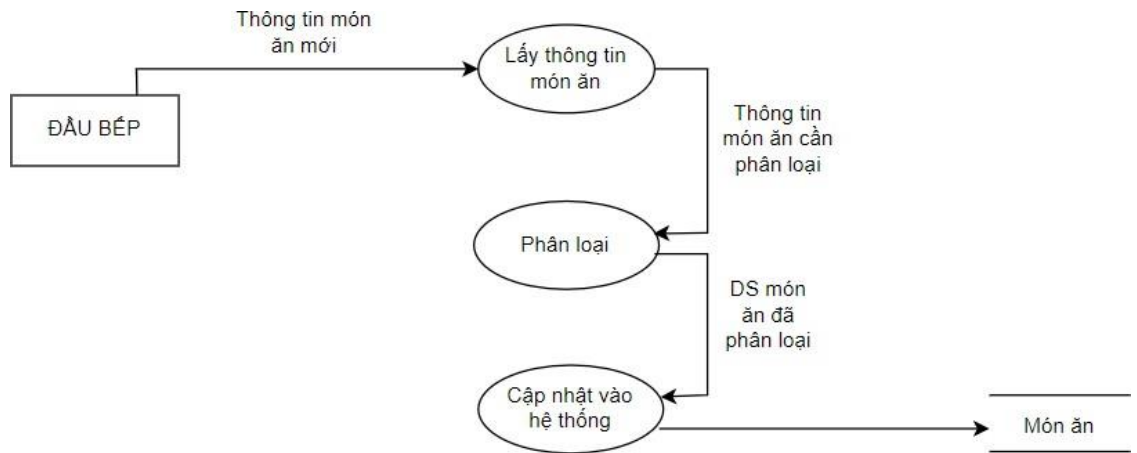 Thông tin món
ăn mới
Lấy thông tin
món ăn
ĐẦU BẾP
Thông tin
món ăn cần
phân loại
Phân loại
DS món
ăn đã
phân loại
Cập nhật vào
hệ thống
Món ăn